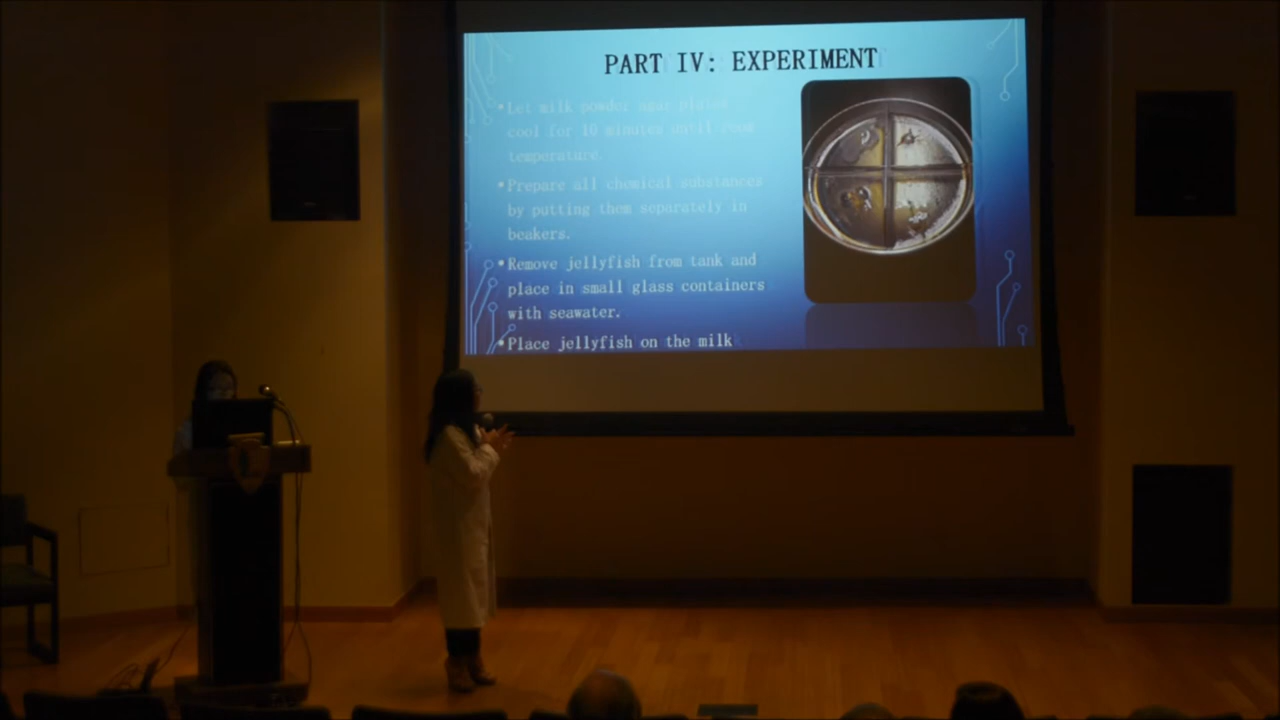 PART IV: EXPERIMENT
•Let milk powder agar plates
cool for 10 minutes until room
temperature.
•Prepare all chemical substances
by putting them separately in
beakers.
•Remove jellyfish from tank and
place in small glass containers
with seawater.
•Place jellyfish on the milk